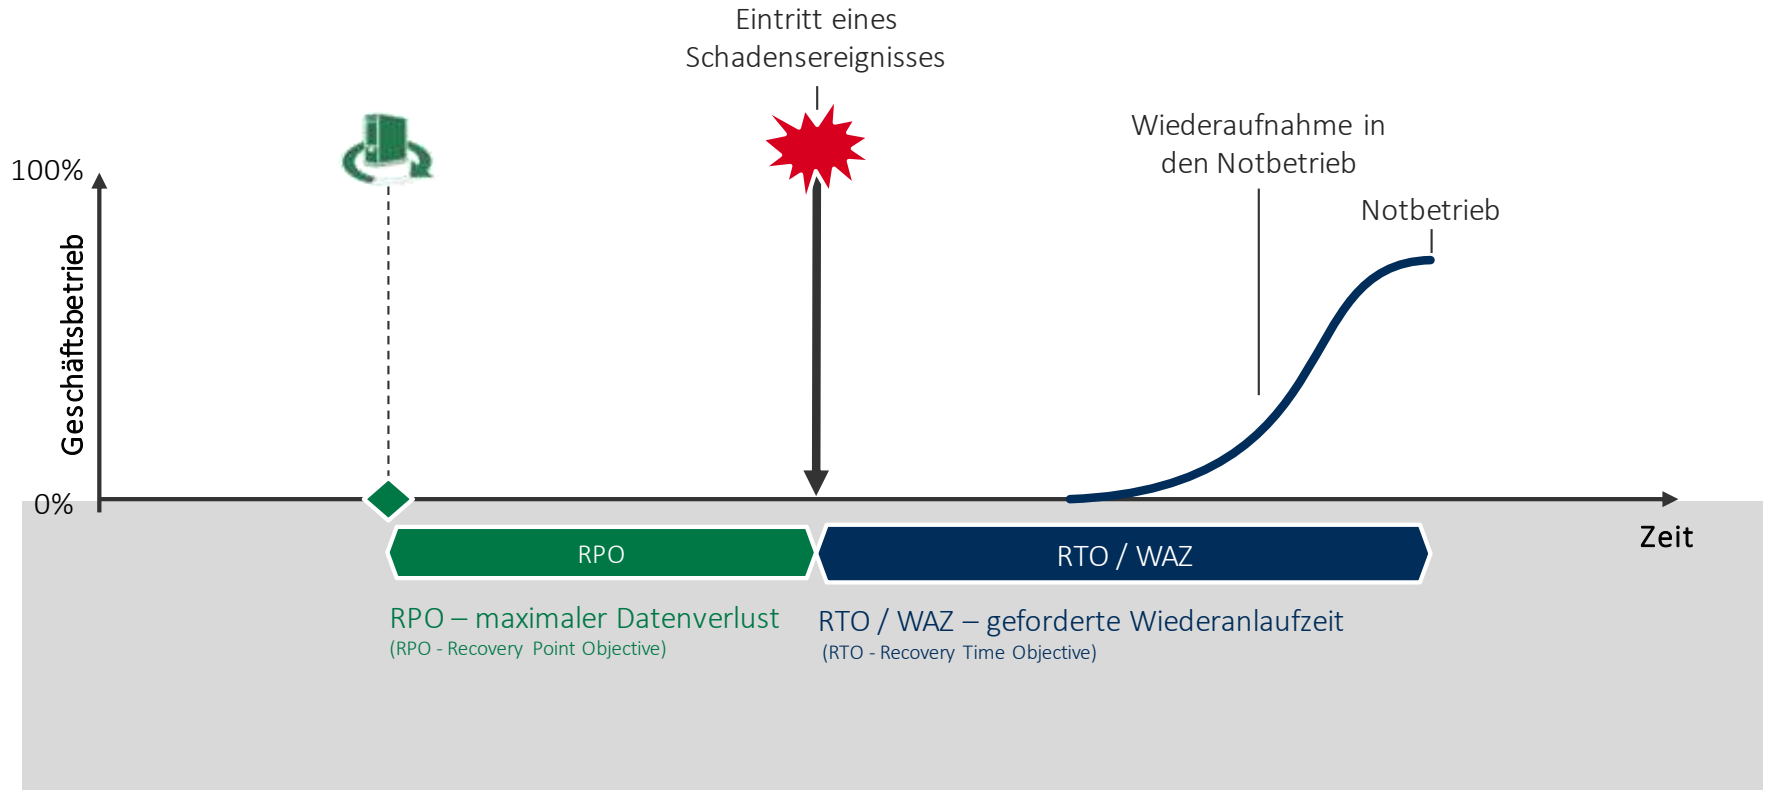 Eintritt eines
Schadensereignisses
Wiederaufnahme in
den Notbetrieb
Notbetrieb
100%
Geschäftsbetrieb
0%
Zeit
RPO
RTO / WAZ
RPO – maximaler Datenverlust
(RPO - Recovery Point Objective)
RTO / WAZ – geforderte Wiederanlaufzeit
(RTO - Recovery Time Objective)